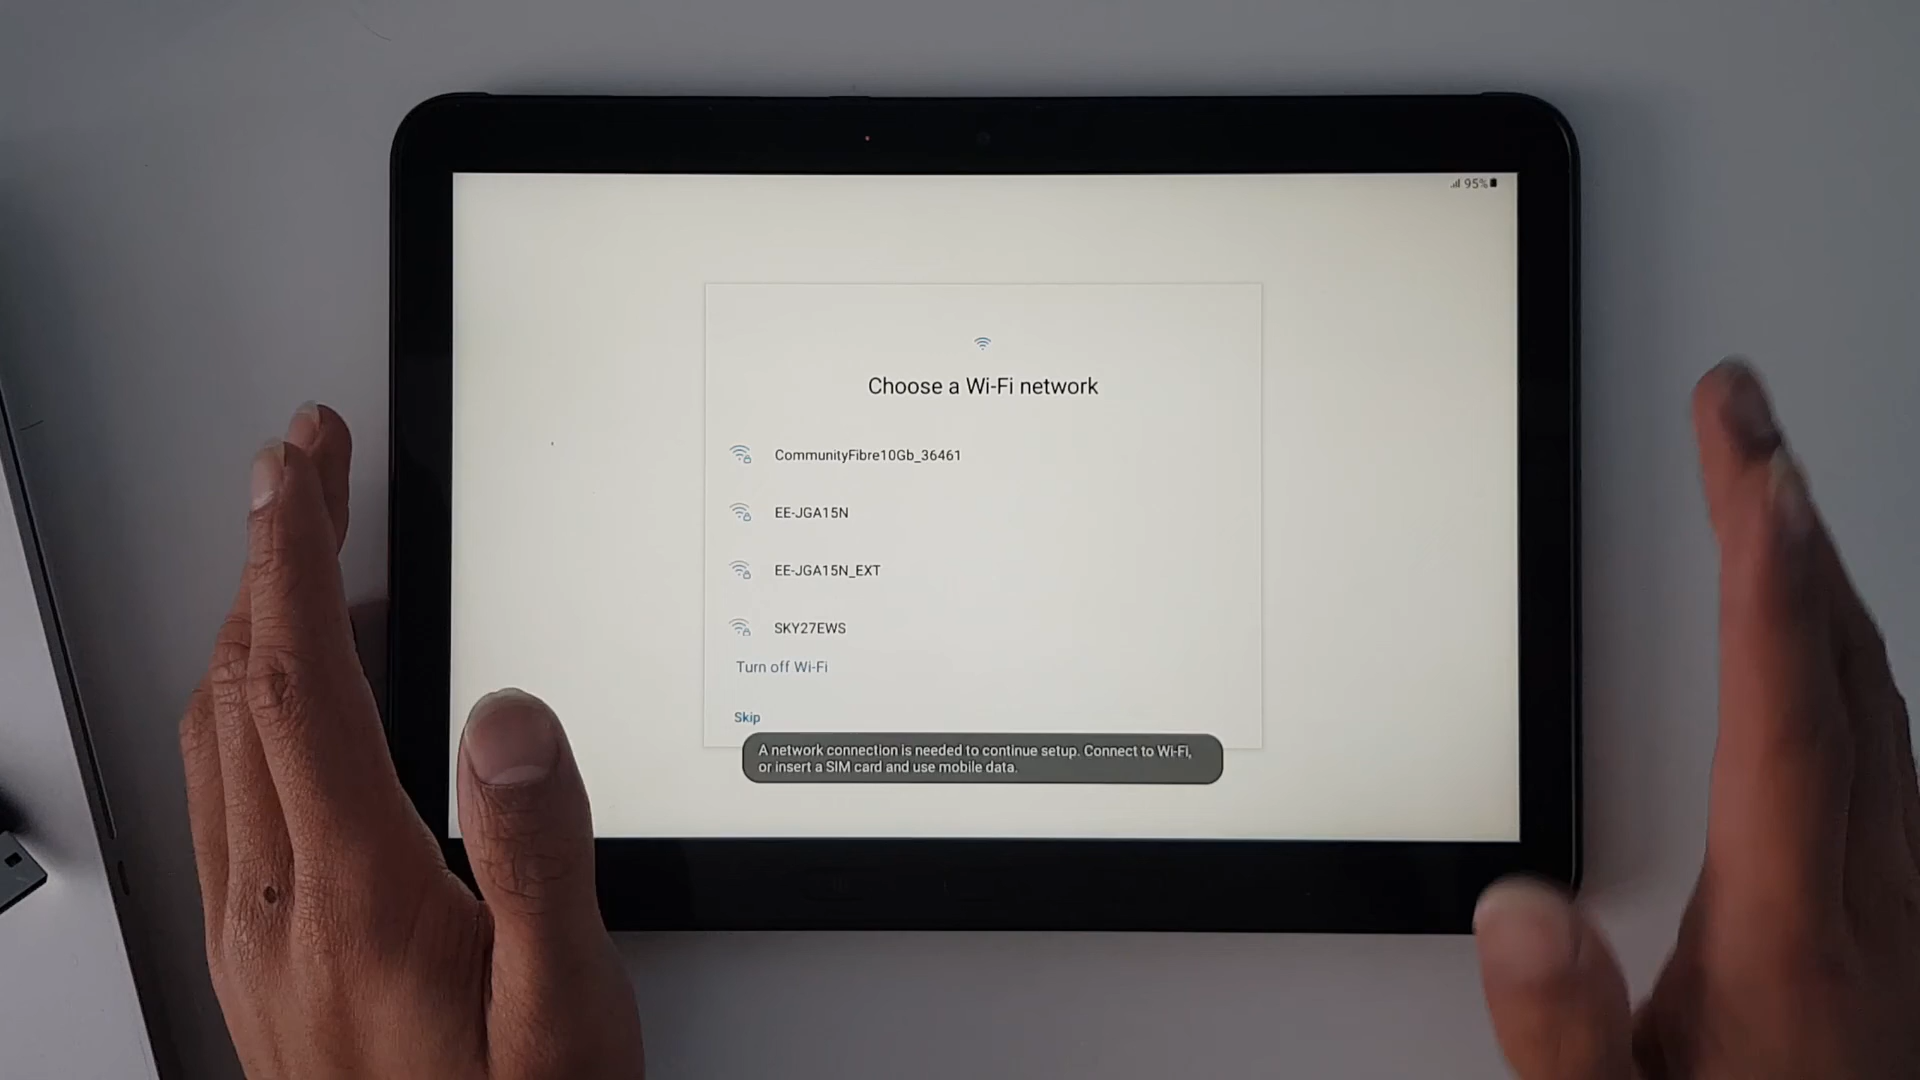 95%
Choose a Wi-Fi network
CommunityFibre10Gb_36461
EE-JGA15N
EE-JGA15N_EXT
SKY27EWS
Turn off Wi-Fi
Skip
A network connection is needed to continue setup. Connect to Wi-Fi,
or insert a SIM card and use mobile data.